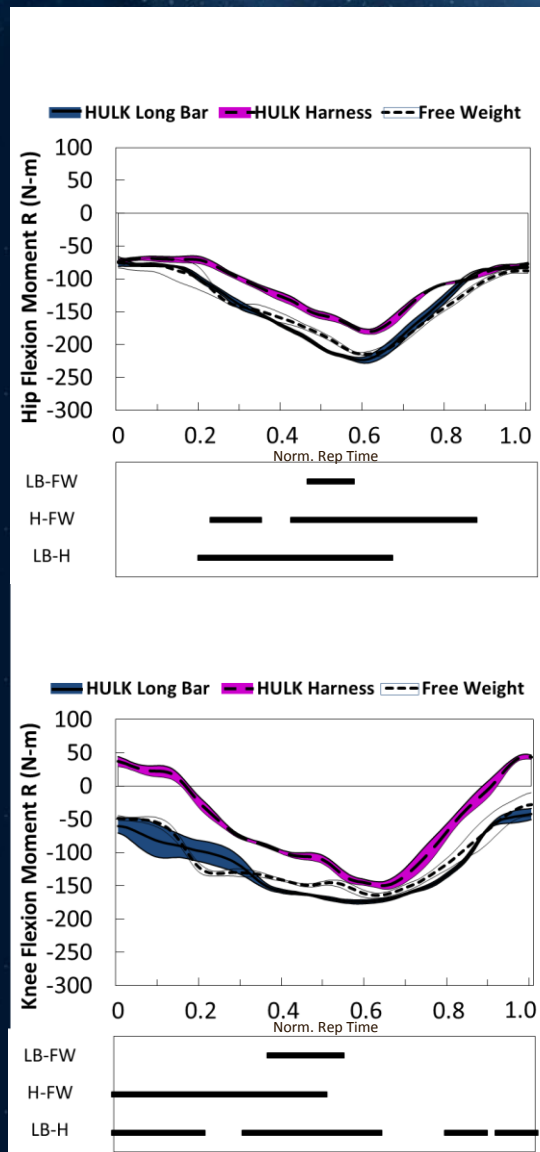 HULK Long Bar HULK Harness Free Weight
Hip Flexion Moment R (N-m)
100
50
0
-50
-100
-150
-200
-250
-300
0 0.2 0.4 0.6 0.8 1.0
Norm. Rep Time
LB-FW
H-FW
LB-H
HULK Long Bar HULK Harness Free Weight
Knee Flexion Moment R (N-m)
100
50
0
-50
-100
-150
-200
-250
-300
0 0.2 0.4 0.6 0.8 1.0
Norm. Rep Time
LB-FW
H-FW
LB-H